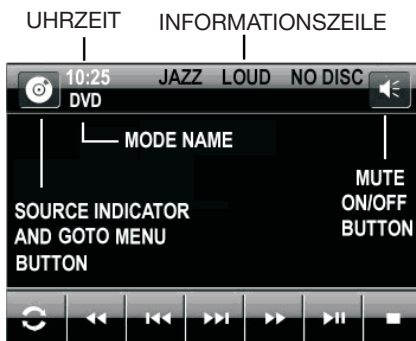 UHRZEIT INFORMATIONSZEILE
10:25 JAZZ LOUD NO DISC
DVD
MODE NAME
SOURCE INDICATOR
AND GOTO MENU
BUTTON
MUTE
ON/OFF
BUTTON